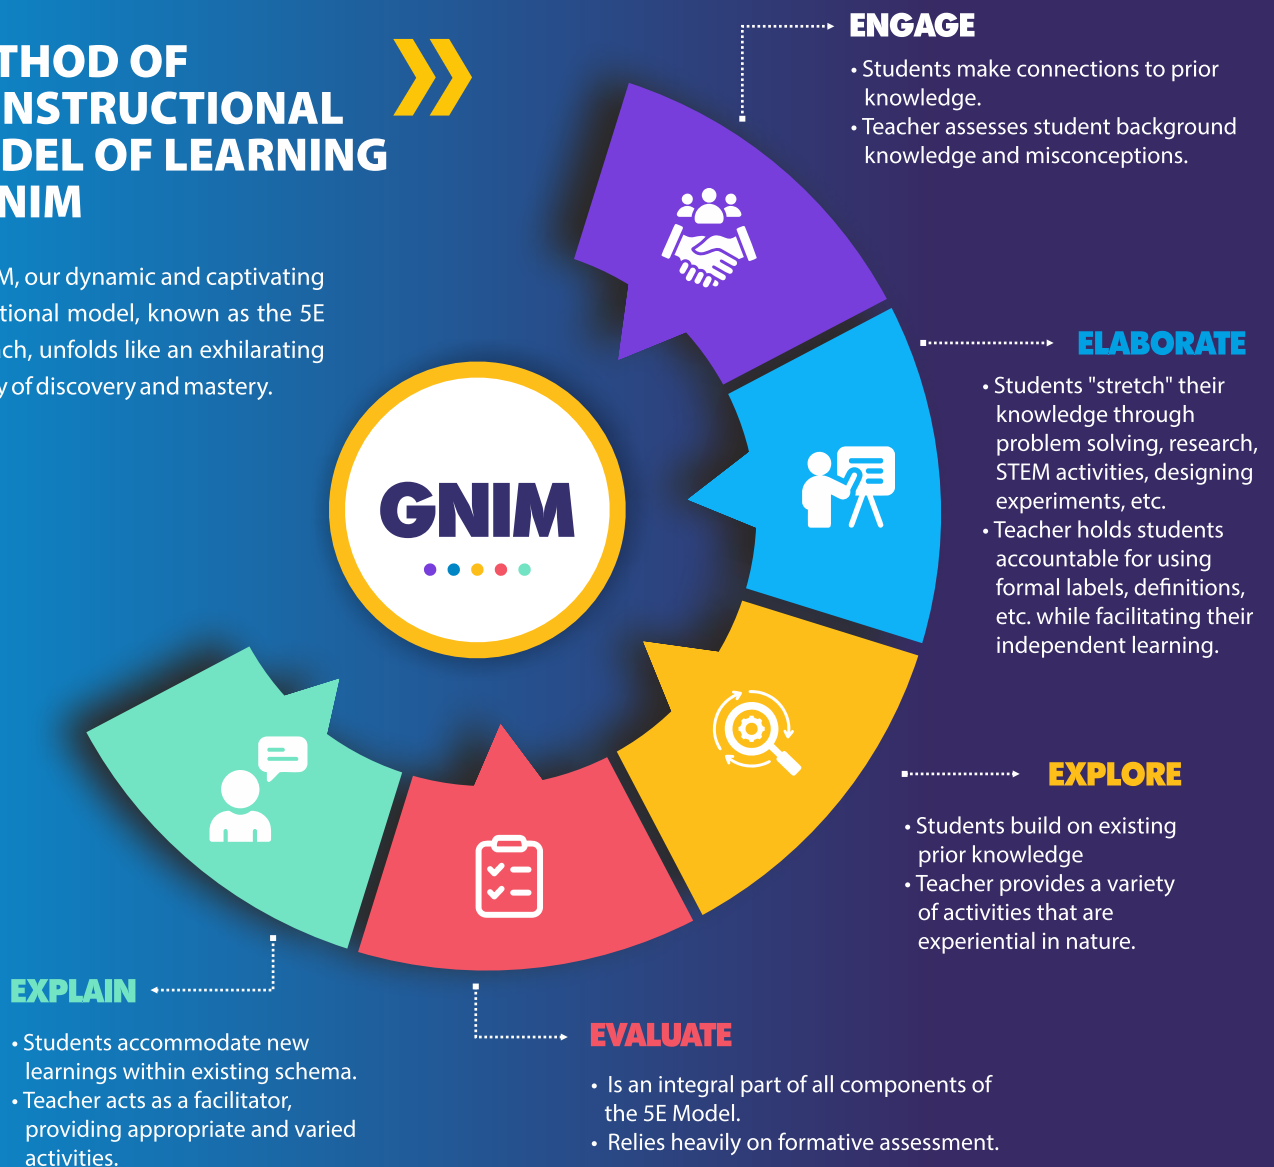 THOD OF
NSTRUCTIONAL
DEL OF LEARNING
NIM
M, our dynamic and captivating
tional model, known as the 5E
ch, unfolds like an exhilarating
y of discovery and mastery.
ENGAGE
• Students make connections to prior
knowledge.
• Teacher assesses student background
knowledge and misconceptions.
ELABORATE
• Students "stretch" their
knowledge through
problem solving, research,
STEM activities, designing
experiments, etc.
• Teacher holds students
accountable for using
formal labels, definitions,
etc. while facilitating their
independent learning.
GNIM
EXPLORE
• Students build on existing
prior knowledge
• Teacher provides a variety
of activities that are
experiential in nature.
EXPLAIN
• Students accommodate new
learnings within existing schema.
• Teacher acts as a facilitator,
providing appropriate and varied
activities.
EVALUATE
• Is an integral part of all components of
the 5E Model.
• Relies heavily on formative assessment.